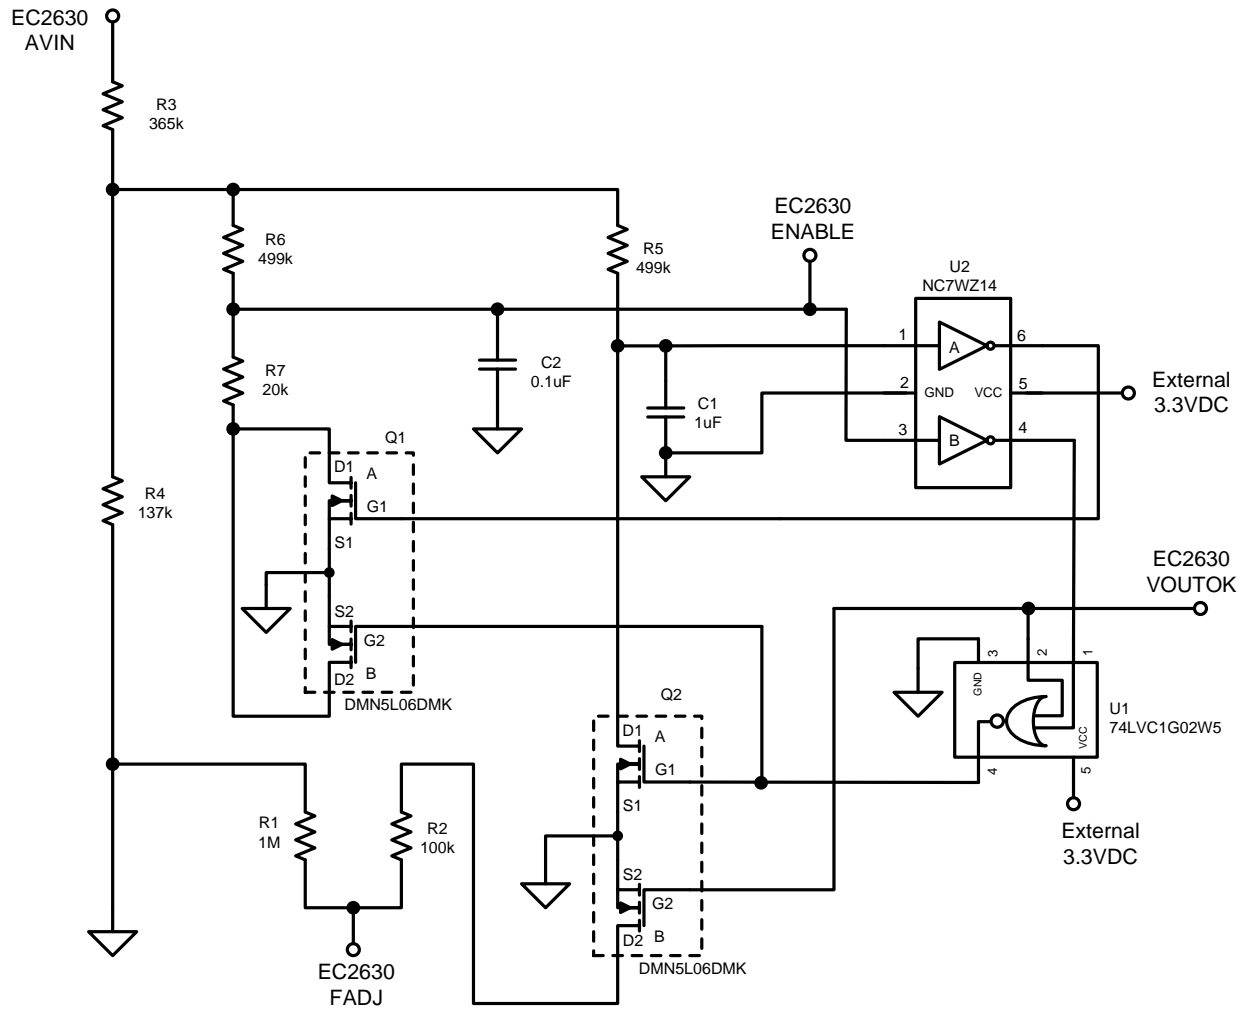 EC2630
AVIN
R3
365k
R6
499k
R5
499k
EC2630
ENABLE
U2
NC7WZ14
1
A
6
2
GND
VCC
5
External
3.3VDC
3
B
4
R7
20k
C2
0.1uF
C1
1uF
Q1
D1
A
G1
S1
R4
137k
S2
G2
D2
B
DMN5L06DMK
EC2630
VOUTOK
3
2
1
GND
VCC
U1
74LVC1G02W5
4
5
External
3.3VDC
Q2
D1
A
G1
S1
S2
G2
D2
B
DMN5L06DMK
R1
1M
R2
100k
EC2630
FADJ